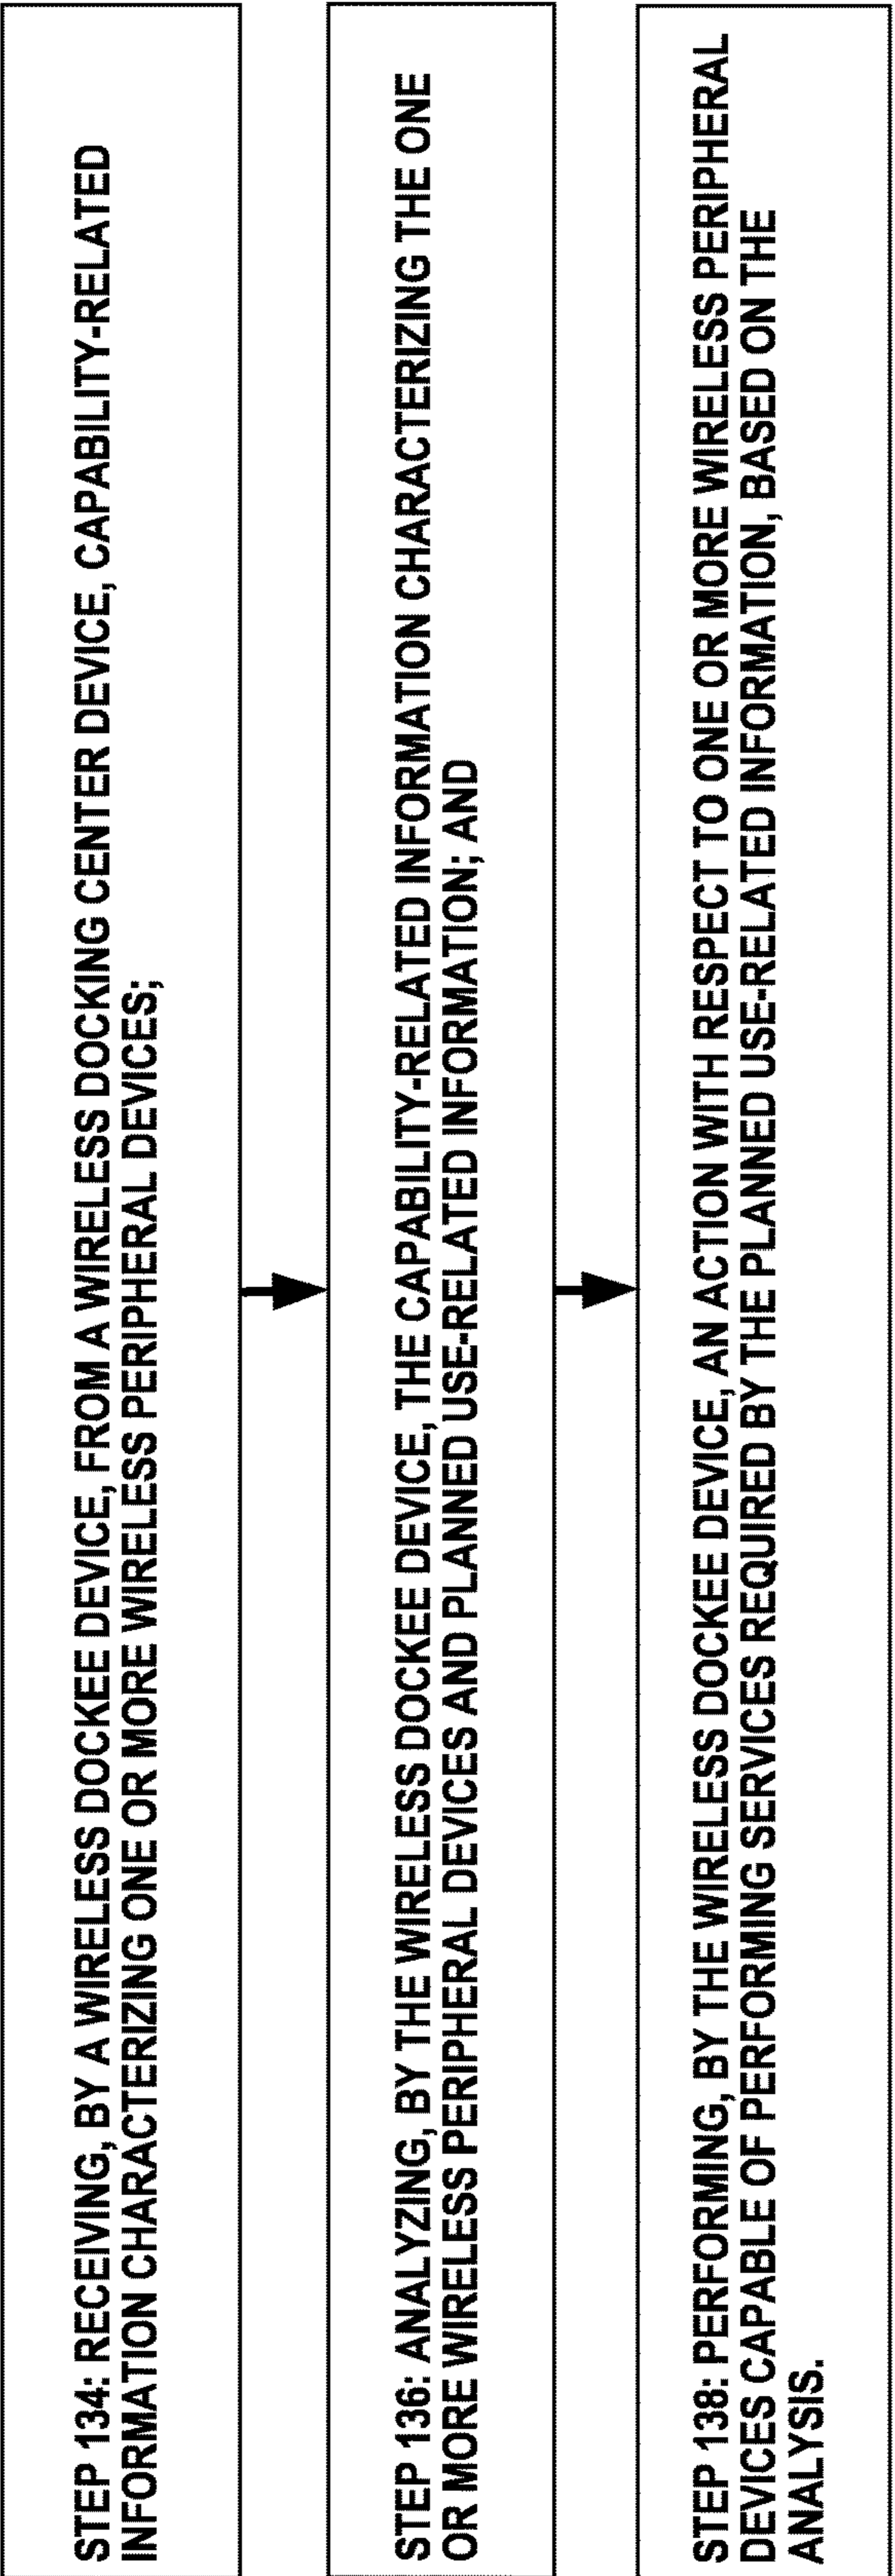 STEP 134: RECEIVING, BY A WIRELESS DOCKEE DEVICE, FROM A WIRELESS DOCKING CENTER DEVICE, CAPABILITY-RELATED
INFORMATION CHARACTERIZING ONE OR MORE WIRELESS PERIPHERAL DEVICES;
STEP 136: ANALYZING, BY THE WIRELESS DOCKEE DEVICE, THE CAPABILITY-RELATED INFORMATION CHARACTERIZING THE ONE
OR MORE WIRELESS PERIPHERAL DEVICES AND PLANNED USE-RELATED INFORMATION; AND
STEP 138: PERFORMING, BY THE WIRELESS DOCKEE DEVICE, AN ACTION WITH RESPECT TO ONE OR MORE WIRELESS PERIPHERAL
DEVICES CAPABLE OF PERFORMING SERVICES REQUIRED BY THE PLANNED USE-RELATED INFORMATION, BASED ON THE
ANALYSIS.